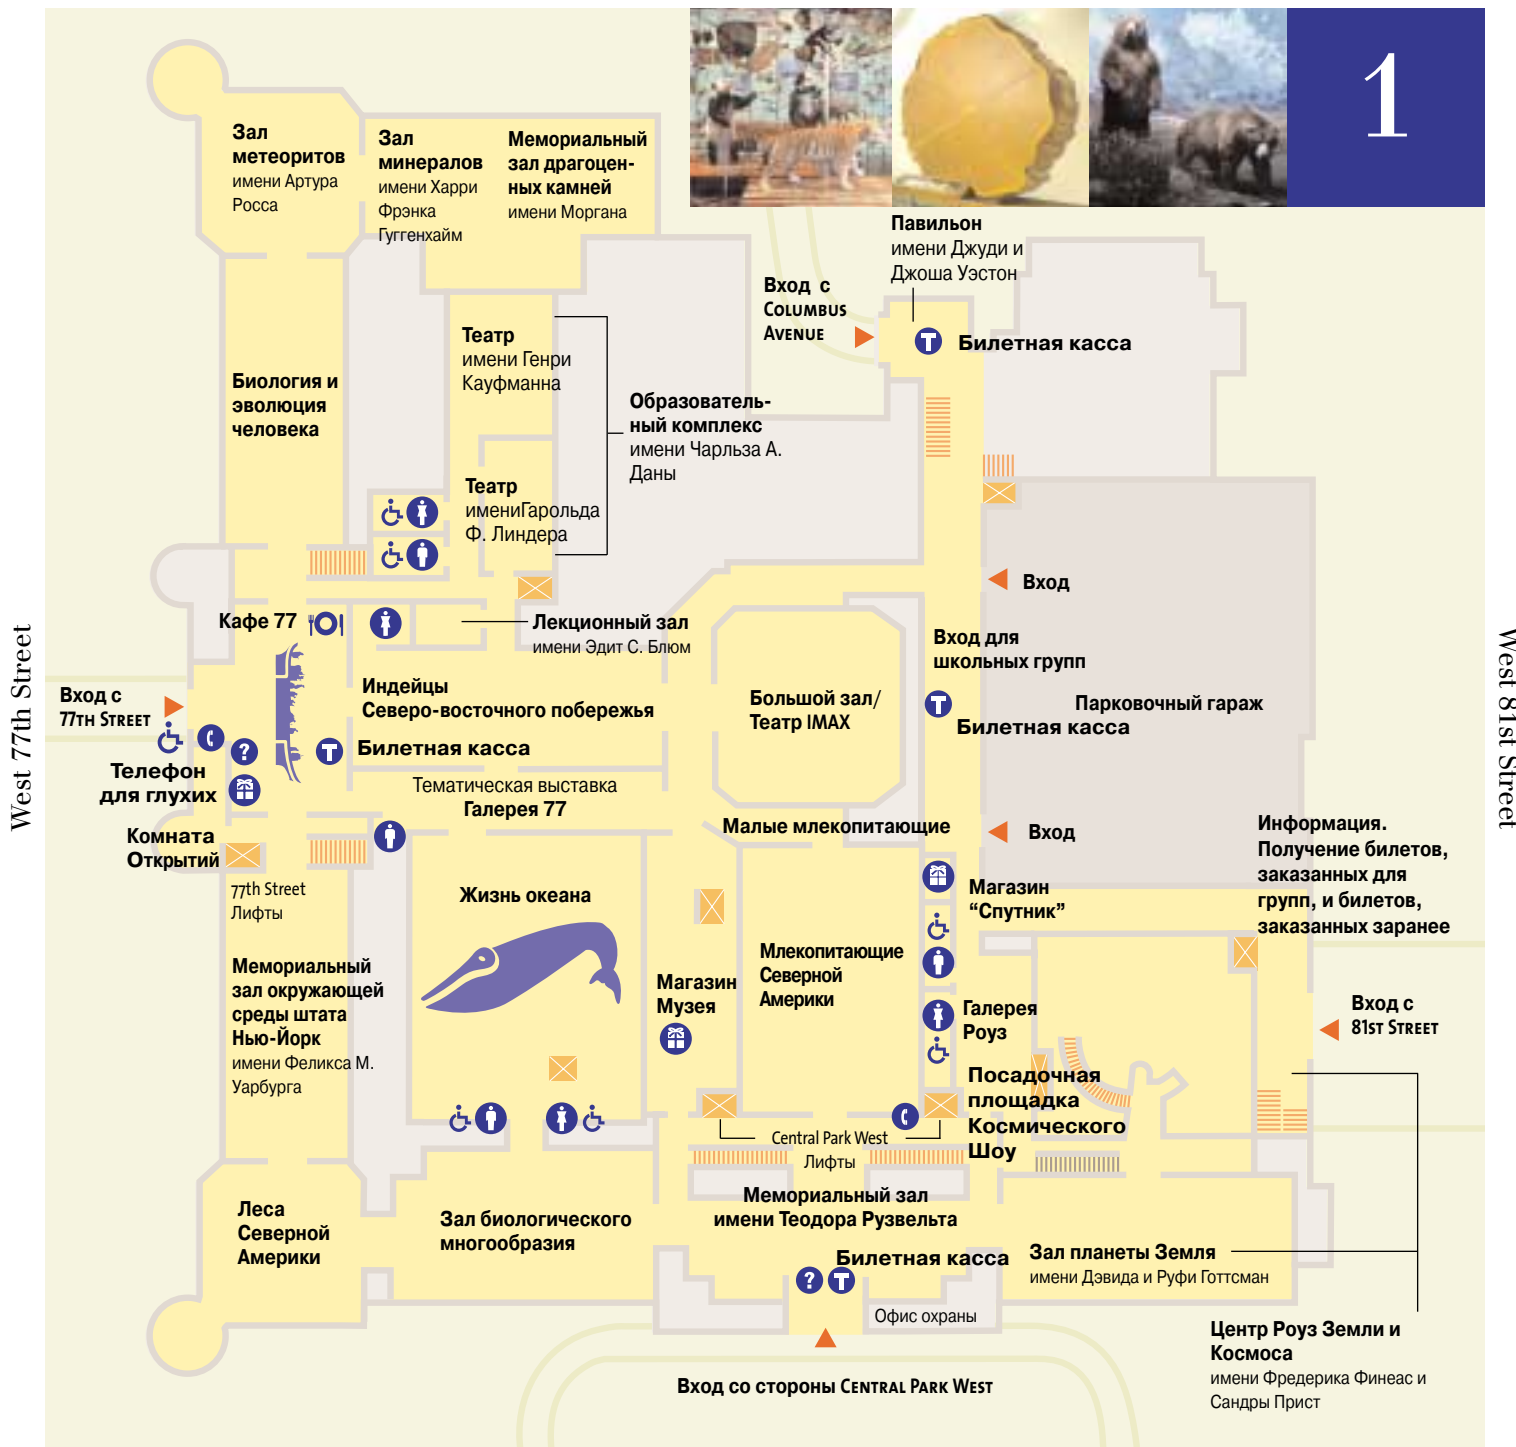 1
Зал
метеоритов
имени Артура
Росса
Зал
минералов
имени Харри
Фрэнка
Гуггенхайм
Мемориальный
зал драгоцен-
ных камней
имени Моргана
Павильон
имени Джуди и
Джоша Уэстон
Вход с
COLUMBUS
AVENUE
Билетная касса
Театр
имени Генри
Кауфманна
Биология и
эволюция
человека
Образователь-
ный комплекс
имени Чарльза А.
Даны
Театр
имениГарольда
Ф. Линдера
Вход
Кафе 77
Лекционный зал
имени Эдит С. Блюм
Вход для
школьных групп
West 77th Street
West 81st Street
Вход с
77TH STREET
Индейцы
Северо-восточного побережья
Большой зал/
Театр IMAX
Парковочный гараж
Билетная касса
?
Билетная касса
Телефон
для глухих
Тематическая выставка
Галерея 77
Комната
Открытий
Малые млекопитающие
Вход
Информация.
Получение билетов,
заказанных для
групп, и билетов,
заказанных заранее
77th Street
Лифты
Жизнь океана
Магазин
“Спутник”
Мемориальный
зал окружающей
среды штата
Нью-Йорк
имени Феликса М.
Уарбурга
Магазин
Музея
Млекопитающие
Северной
Америки
Галерея
Роуз
Вход с
81ST STREET
Посадочная
площадка
Космического
Шоу
Central Park West
Лифты
Леса
Северной
Америки
Зал биологического
многообразия
Мемориальный зал
имени Теодора Рузвельта
Билетная касса
?
Зал планеты Земля
имени Дэвида и Руфи Готтсман
Офис охраны
Центр Роуз Земли и
Космоса
имени Фредерика Финеас и
Сандры Прист
Вход со стороны CENTRAL PARK WEST